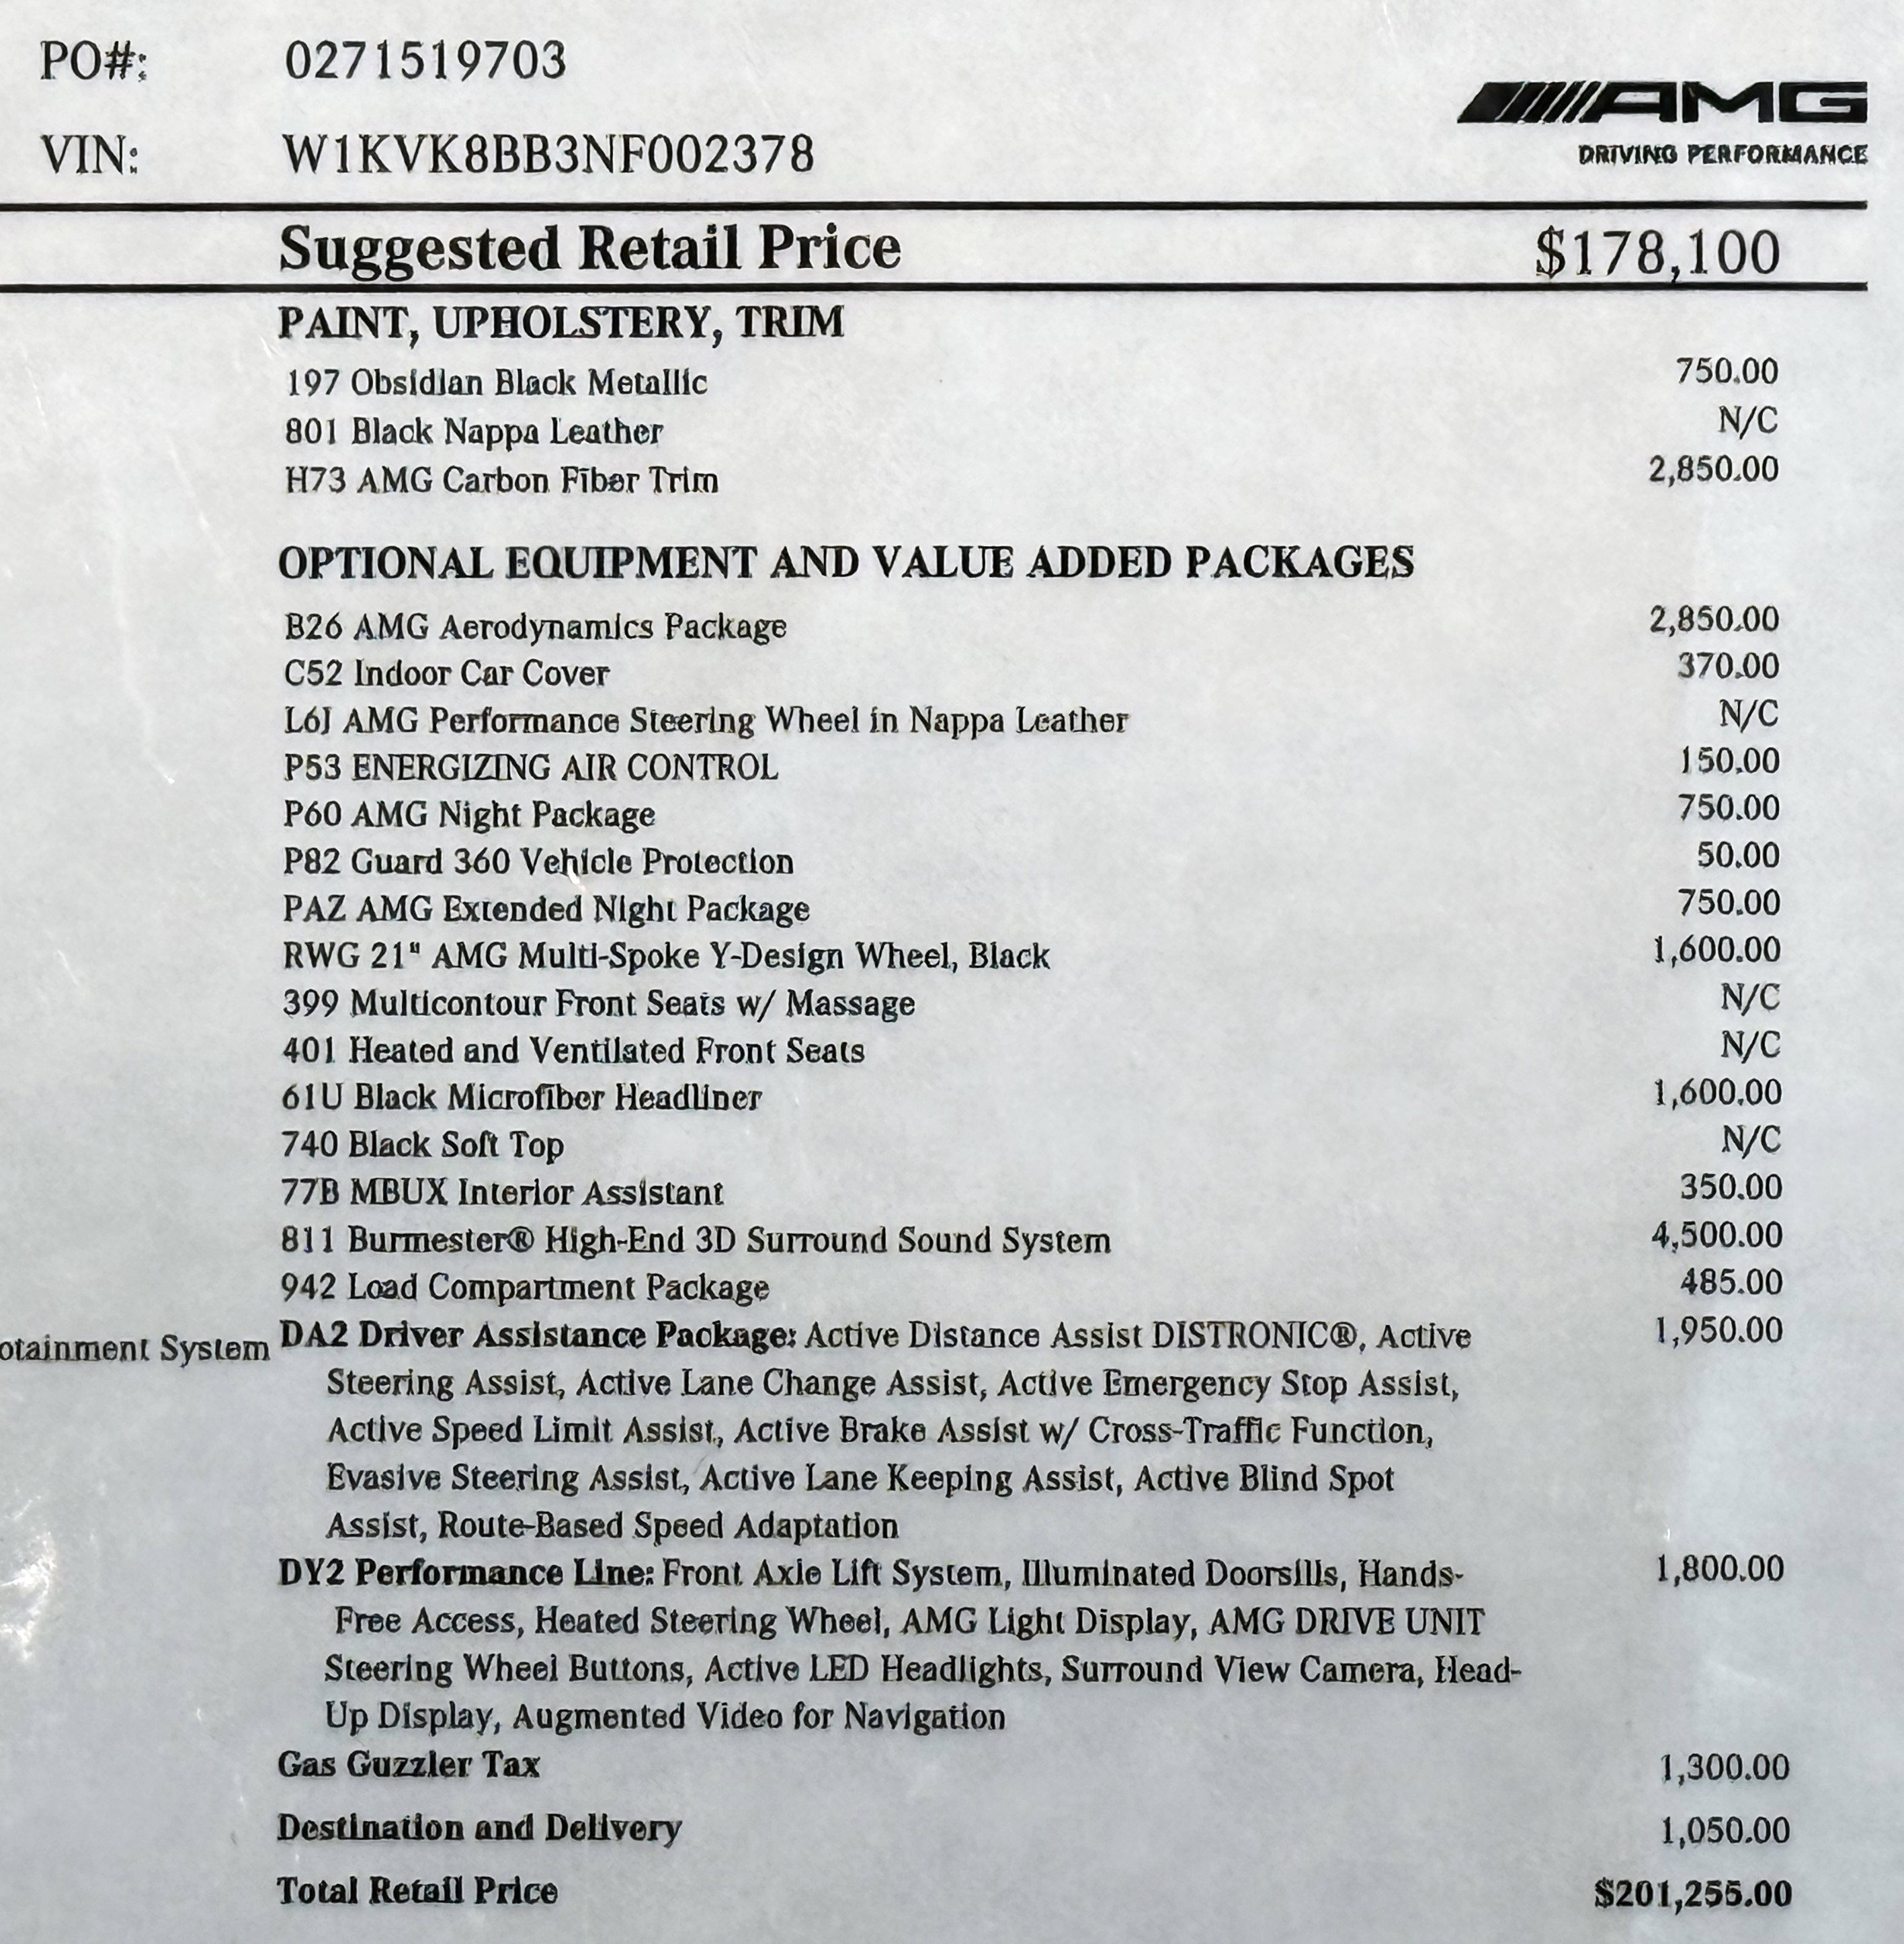 PO#: 0271519703
AMG
DRIVING PERFORMANCE
VIN: W1KVK8BB3NF002378
Suggested Retail Price $178,100
PAINT, UPHOLSTERY, TRIM
197 Obsidian Black Metallic 750.00
801 Black Nappa Leather N/C
H73 AMG Carbon Fiber Trim 2,850.00
OPTIONAL EQUIPMENT AND VALUE ADDED PACKAGES
B26 AMG Aerodynamics Package 2,850.00
C52 Indoor Car Cover 370.00
L6J AMG Performance Steering Wheel in Nappa Leather N/C
P53 ENERGIZING AIR CONTROL 150.00
P60 AMG Night Package 750.00
P82 Guard 360 Vehicle Protection 50.00
PAZ AMG Extended Night Package 750.00
RWG 21" AMG Multi-Spoke Y-Design Wheel, Black 1,600.00
399 Multicontour Front Seats w/ Massage N/C
401 Heated and Ventilated Front Seats N/C
61U Black Microfiber Headliner 1,600.00
740 Black Soft Top N/C
77B MBUX Interior Assistant 350.00
811 Burmester® High-End 3D Surround Sound System 4,500.00
942 Load Compartment Package 485.00
otainment System DA2 Driver Assistance Package: Active Distance Assist DISTRONIC®, Active 1,950.00
Steering Assist, Active Lane Change Assist, Active Emergency Stop Assist,
Active Speed Limit Assist, Active Brake Assist w/ Cross-Traffic Function,
Evasive Steering Assist, Active Lane Keeping Assist, Active Blind Spot
Assist, Route-Based Speed Adaptation
DY2 Performance Line: Front Axle Lift System, Illuminated Doorsills, Hands- 1,800.00
Free Access, Heated Steering Wheel, AMG Light Display, AMG DRIVE UNIT
Steering Wheel Buttons, Active LED Headlights, Surround View Camera, Head-
Up Display, Augmented Video for Navigation
Gas Guzzler Tax 1,300.00
Destination and Delivery 1,050.00
Total Retail Price $201,255.00